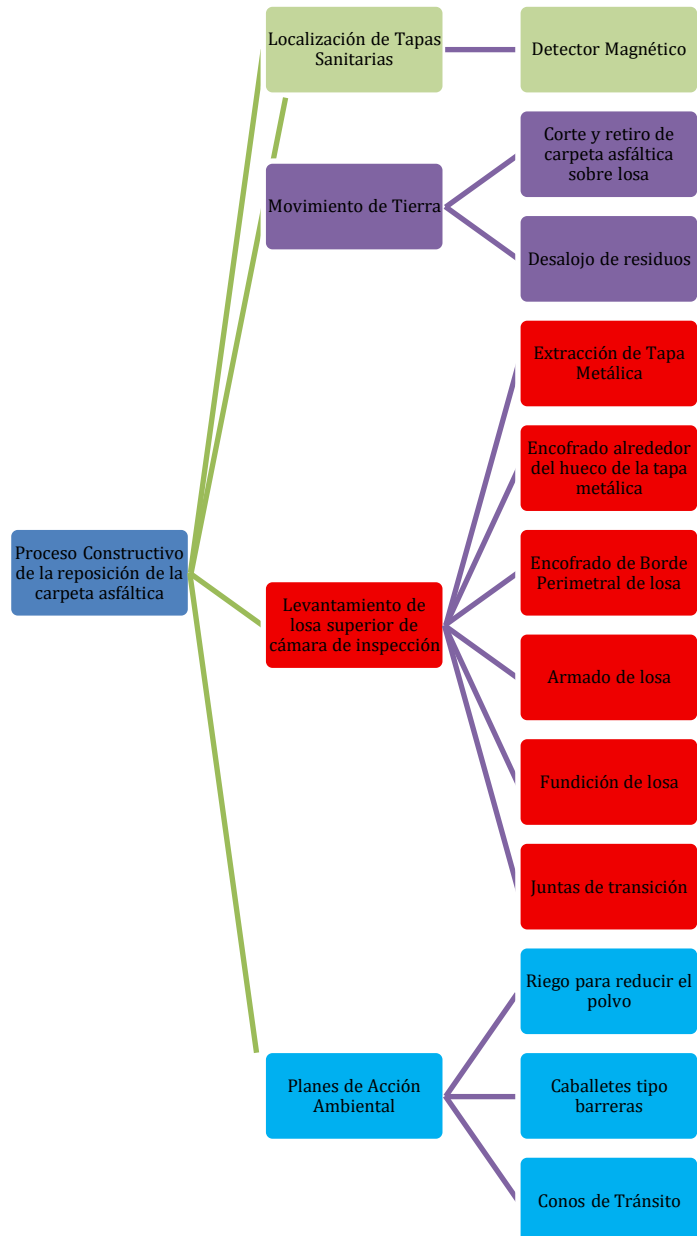 Localización de Tapas
Sanitarias
Detector Magnético
Corte y retiro de
carpeta asfáltica
sobre losa
Movimiento de Tierra
Desalojo de residuos
Extracción de Tapa
Metálica
Encofrado alrededor
del hueco de la tapa
metálica
Proceso Constructivo
de la reposición de la
carpeta asfáltica
Encofrado de Borde
Perimetral de losa
Levantamiento de
losa superior de
cámara de inspección
Armado de losa
Fundición de losa
Juntas de transición
Riego para reducir el
polvo
Planes de Acción
Ambiental
Caballetes tipo
barreras
Conos de Tránsito